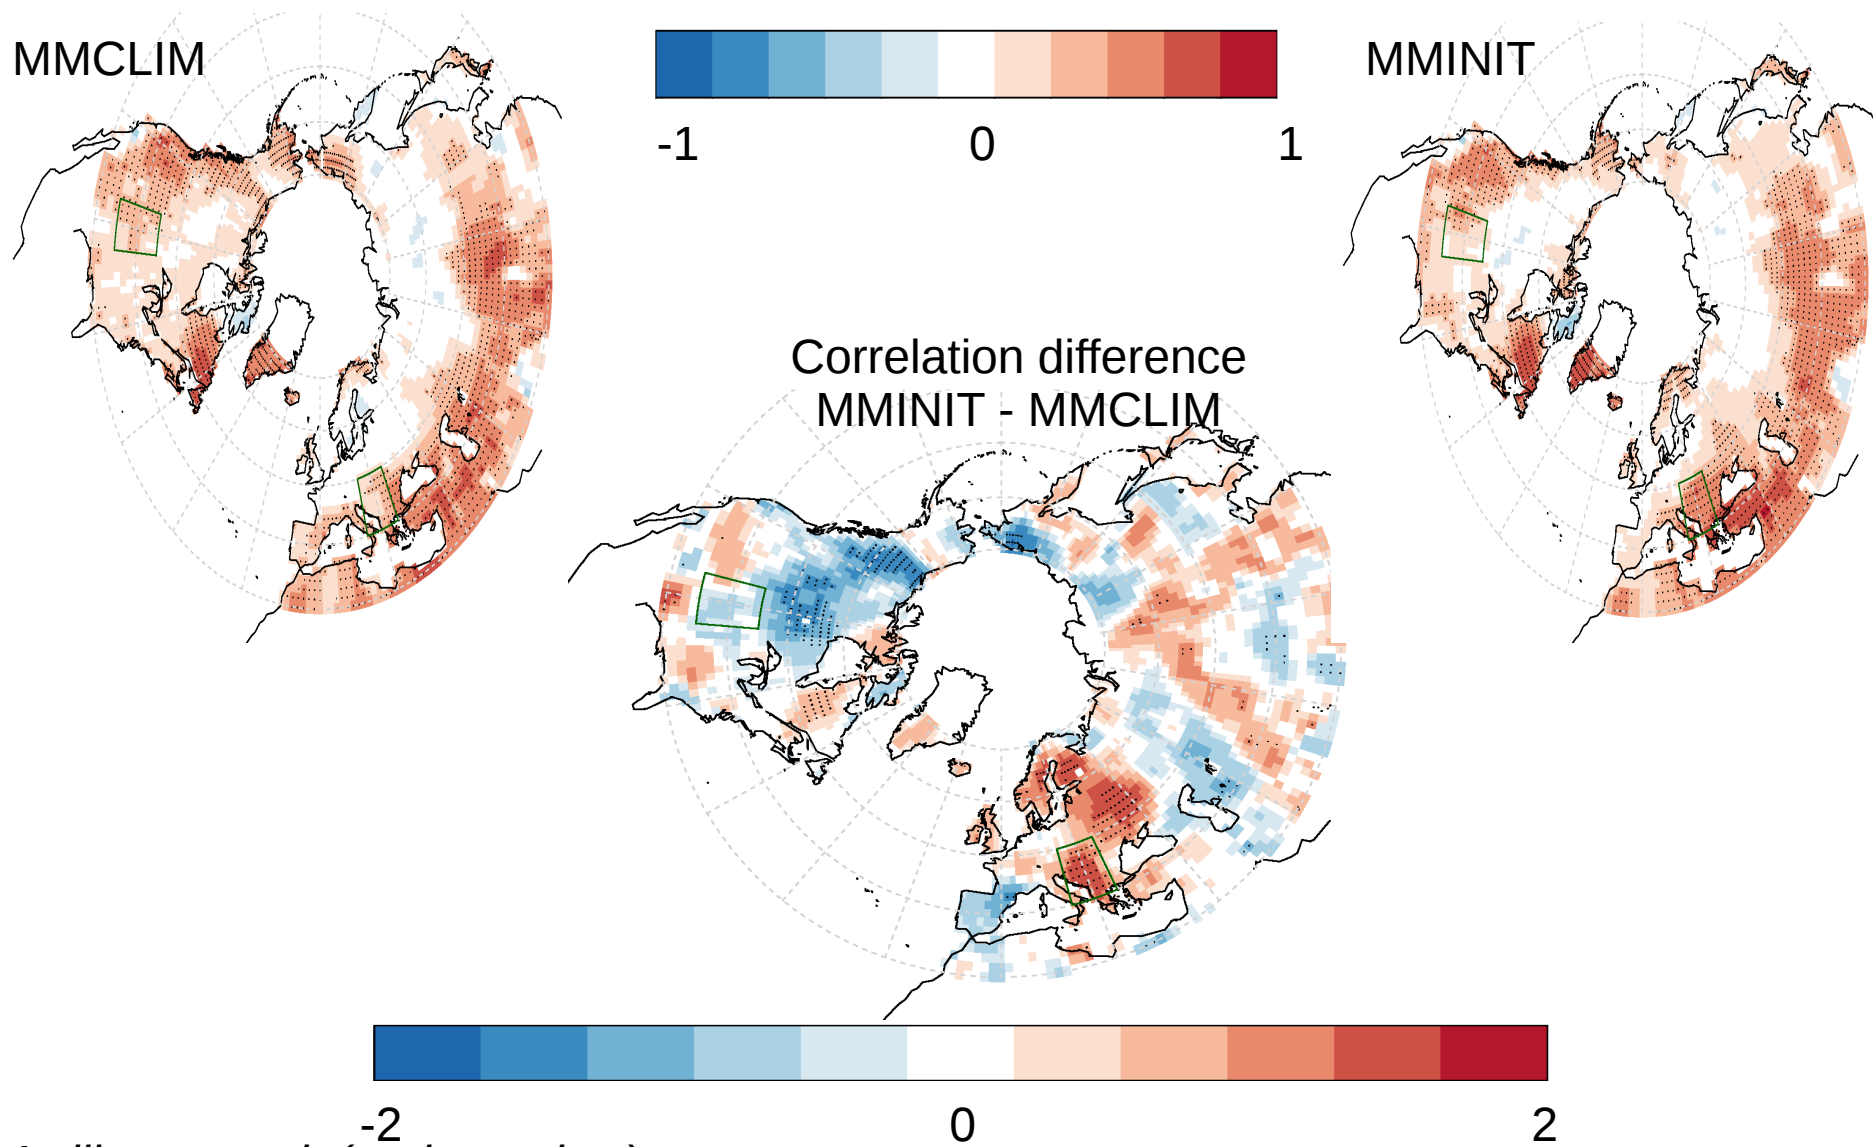 MMCLIM
MMINIT
-1 0 1
Correlation difference
MMINIT - MMCLIM
-2 0 2